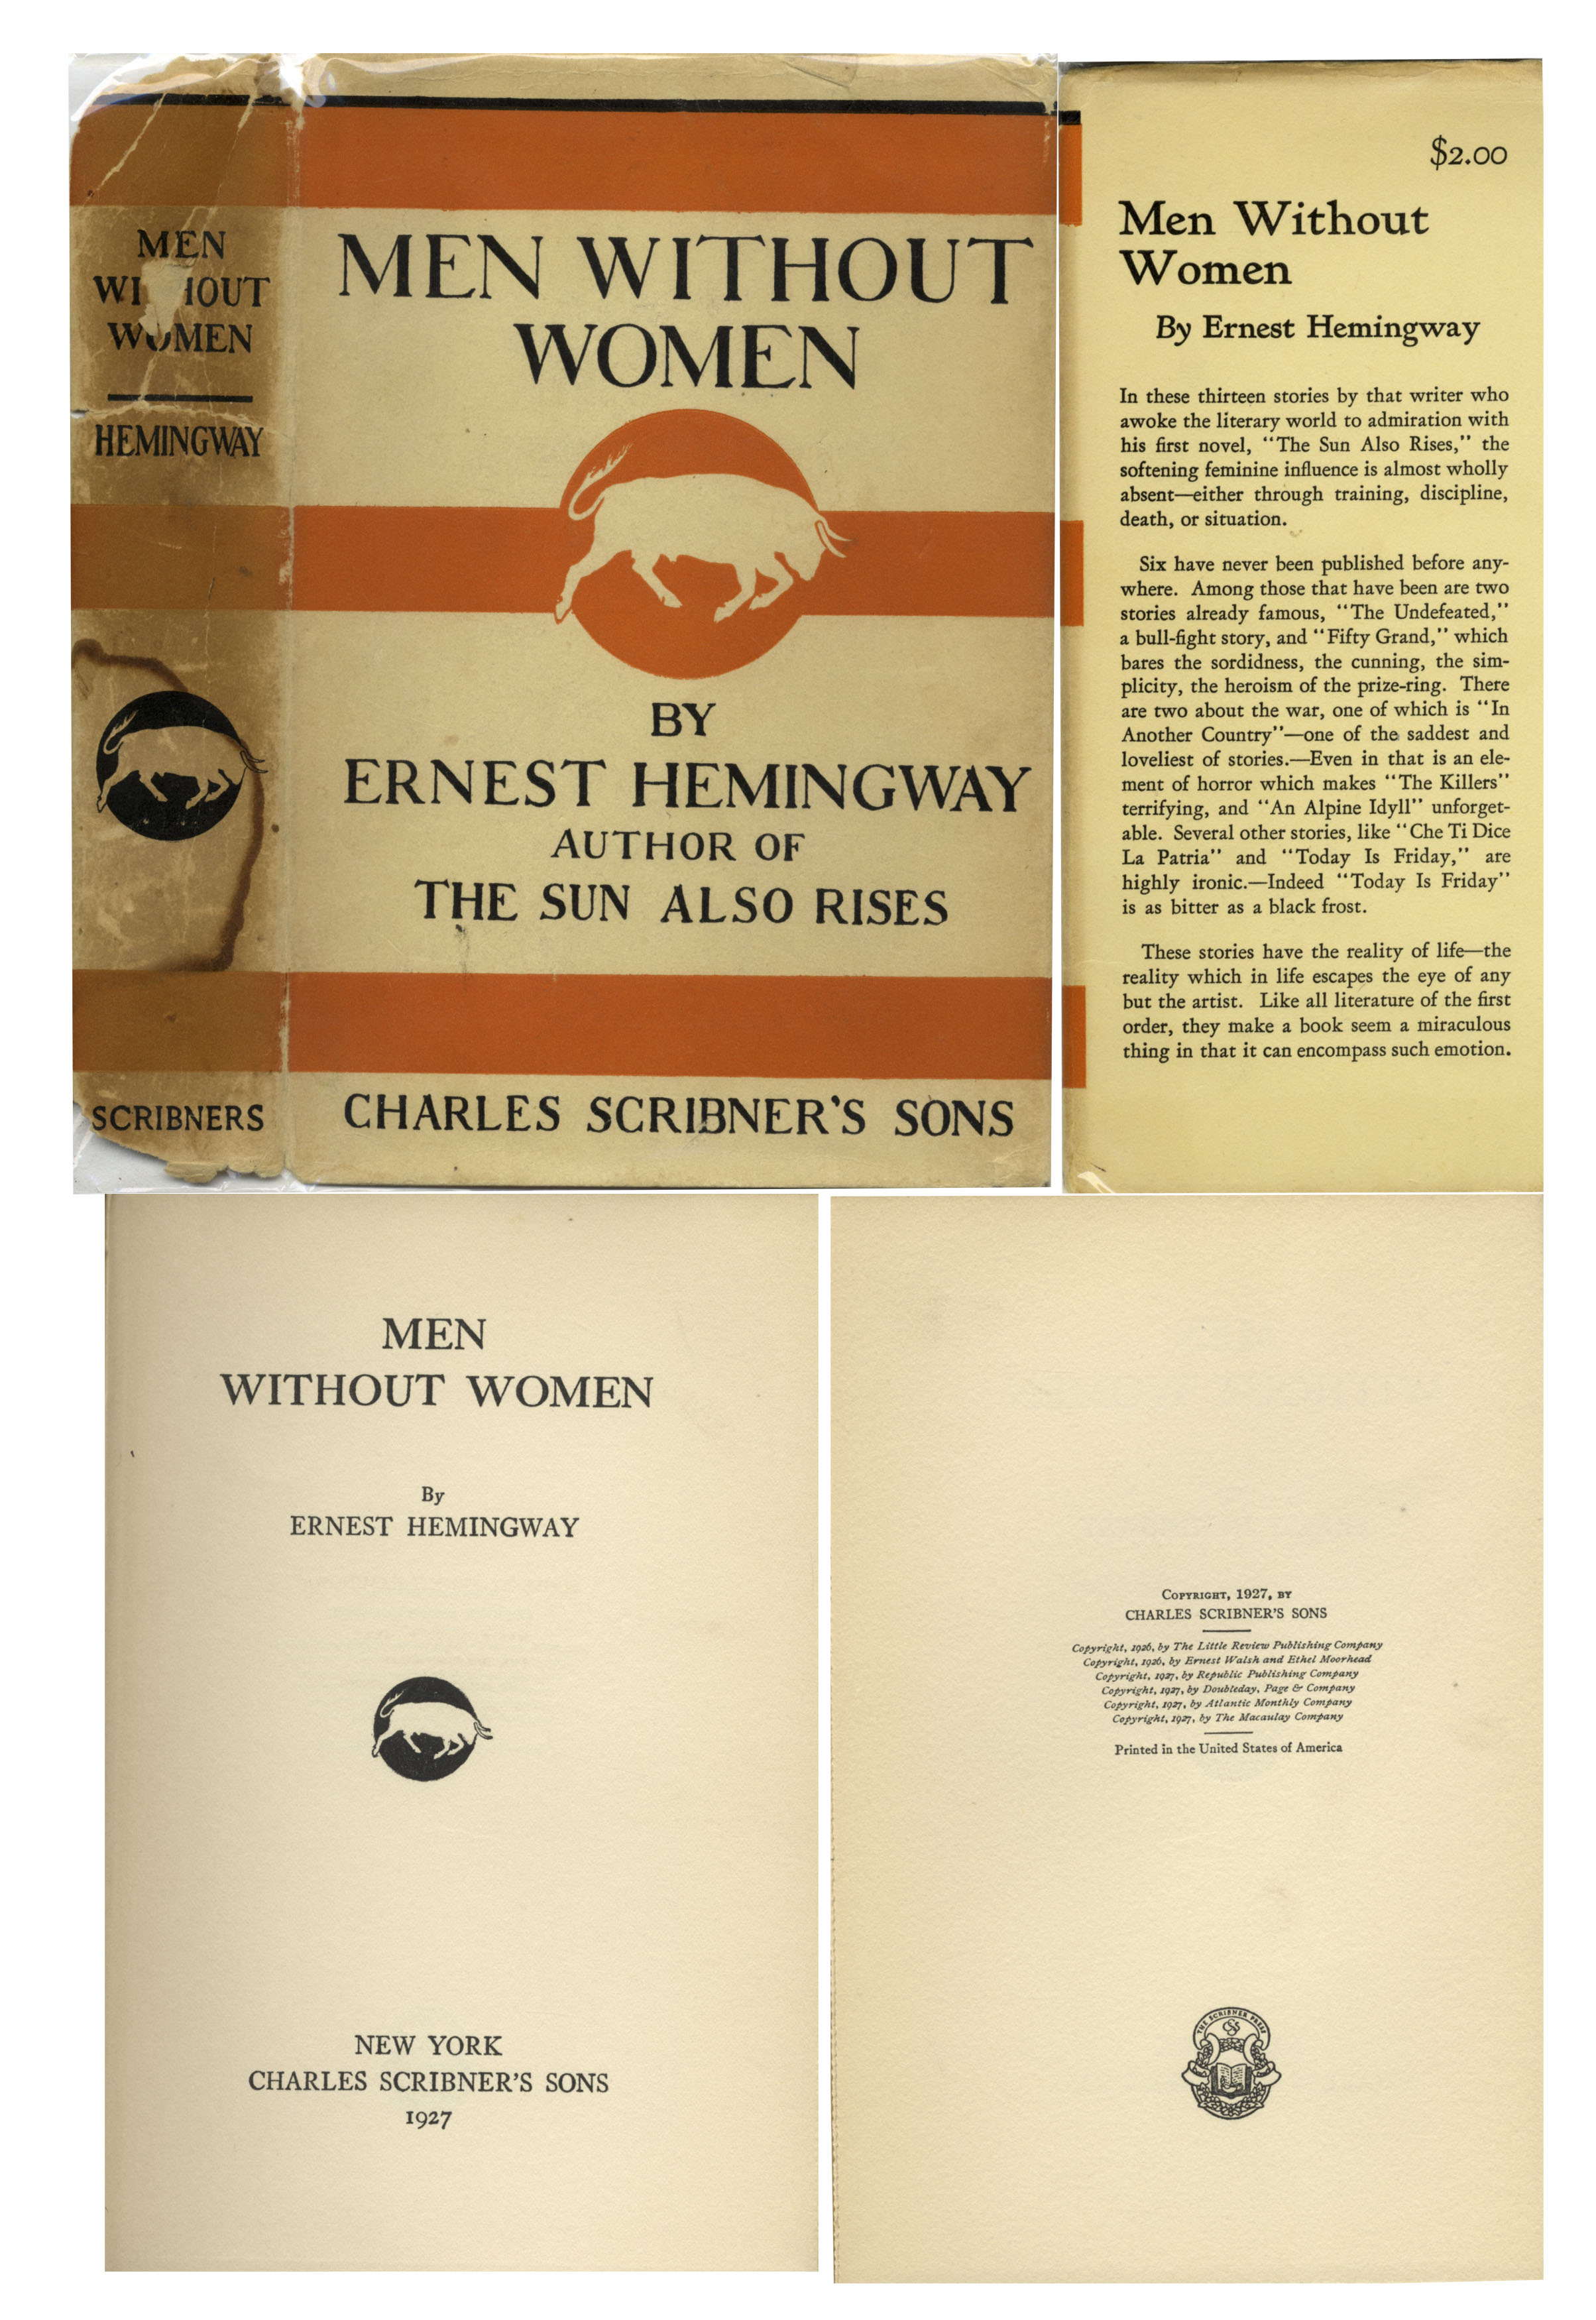 MEN
WI HOUT
WOMEN
HEMINGWAY
SCRIBNERS
MEN WITHOUT
WOMEN
BY
ERNEST HEMINGWAY
AUTHOR OF
THE SUN ALSO RISES
CHARLES SCRIBNER'S SONS
$2.00
Men Without
Women
By Ernest Hemingway
In these thirteen stories by that writer who
awoke the literary world to admiration with
his first novel, "The Sun Also Rises," the
softening feminine influence is almost wholly
absent—either through training, discipline,
death, or situation.
Six have never been published before any-
where. Among those that have been are two
stories already famous, "The Undefeated,"
a bull-fight story, and "Fifty Grand," which
bares the sordidness, the cunning, the sim-
plicity, the heroism of the prize-ring. There
are two about the war, one of which is "In
Another Country"—one of the saddest and
loveliest of stories.—Even in that is an ele-
ment of horror which makes "The Killers"
terrifying, and "An Alpine Idyll" unforget-
able. Several other stories, like "Che Ti Dice
La Patria" and "Today Is Friday," are
highly ironic.—Indeed "Today Is Friday"
is as bitter as a black frost.
These stories have the reality of life—the
reality which in life escapes the eye of any
but the artist. Like all literature of the first
order, they make a book seem a miraculous
thing in that it can encompass such emotion.
MEN
WITHOUT WOMEN
By
ERNEST HEMINGWAY
NEW YORK
CHARLES SCRIBNER'S SONS
1927
COPYRIGHT, 1927, BY
CHARLES SCRIBNER'S SONS
Copyright, 1926, by The Little Review Publishing Company
Copyright, 1926, by Ernest Walsh and Ethel Moorhead
Copyright, 1927, by Republic Publishing Company
Copyright, 1927, by Doubleday, Page & Company
Copyright, 1927, by Atlantic Monthly Company
Copyright, 1927, by The Macaulay Company
Printed in the United States of America
THE SCRIBNER PRESS